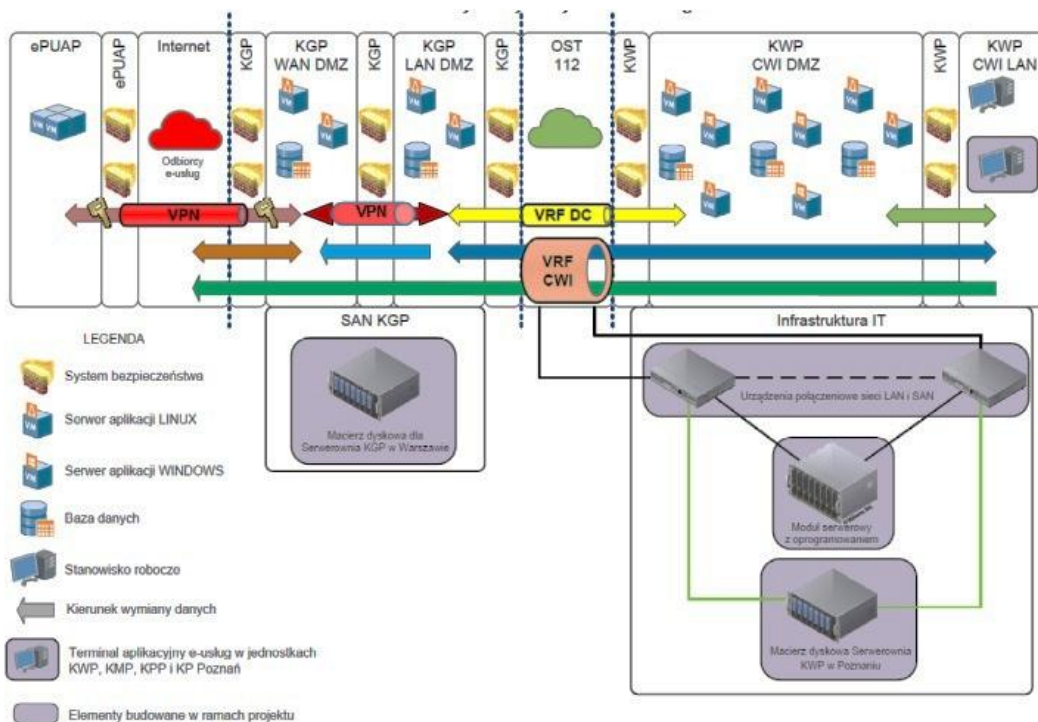 ePUAP
ePUAP
Internet
KGP
KGP
WAN DMZ
KGP
KGP
LAN DMZ
KGP
OST
112
KWP
KWP
CWI DMZ
KWP
KWP
CWI LAN
Odbiorcy
e-usług
VPN
VPN
VRF DC
VRF
CWI
SAN KGP
Macierz dyskowa dla
Serwerownia KGP w Warszawie
Infrastruktura IT
Urządzenia połączeniowe sieci LAN i SAN
Moduł serwerowy
z oprogramowaniem
Macierz dyskowa Serwerownia
KWP w Poznaniu
LEGENDA
System bezpieczeństwa
Sorwor aplikacji LINUX
Serwer aplikacji WINDOWS
Baza danych
Stanowisko roboczo
Kierunek wymiany danych
Terminal aplikacyjny e-usług w jednostkach
KWP, KMP, KPP i KP Poznań
Elementy budowane w ramach projektu